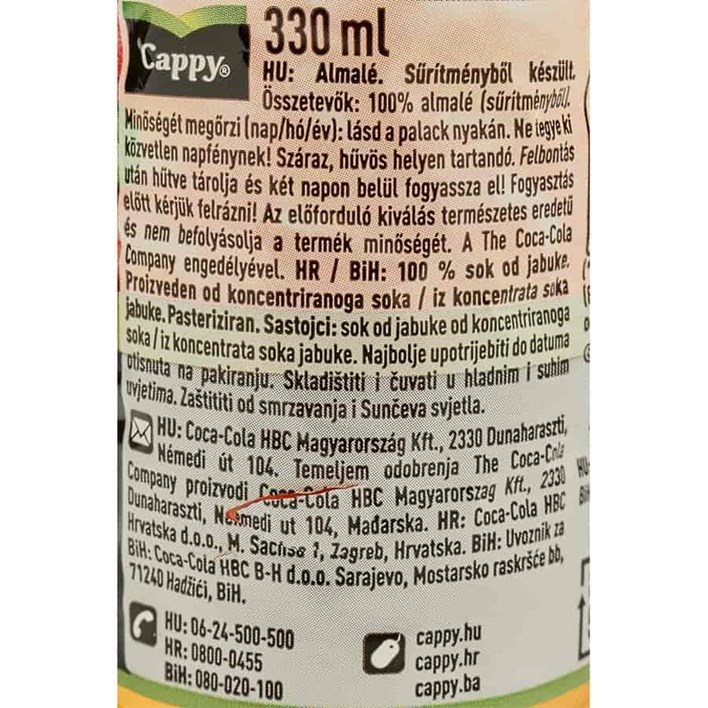 Cappy®
330 ml
HU: Almalé. Sűrítményből készült.
Összetevők: 100% almalé (sűrítményből).
Minőségét megőrzi (nap/hó/év): lásd a palack nyakán. Ne tegye ki
közvetlen napfénynek! Száraz, hűvös helyen tartandó. Felbontás
után hűtve tárolja és két napon belül fogyassza el! Fogyasztás
előtt kérjük felrázni! Az előforduló kiválás természetes eredetű
és nem befolyásolja a termék minőségét. A The Coca-Cola
Company engedélyével. HR / BiH: 100 % sok od jabuke.
Proizveden od koncentriranoga soka / iz koncentrata soka
jabuke. Pasteriziran. Sastojci: sok od jabuke od koncentriranoga
soka / iz koncentrata soka jabuke. Najbolje upotrijebiti do datuma
otisnuta na pakiranju. Skladištiti i čuvati u hladnim i suhim
uvjetima. Zaštititi od smrzavanja i Sunčeva svjetla.
HU: Coca-Cola HBC Magyarország Kft., 2330 Dunaharaszti,
Némedi út 104. Temeljem odobrenja The Coca-Cola
Company proizvodi Coca-Cola HBC Magyarorszag Kft., 2330
Dunaharaszti, Nemedi ut 104, Mađarska. HR: Coca-Cola HBC
Hrvatska d.o.o., M. Sachsa 1, Zagreb, Hrvatska. BiH: Uvoznik za
BiH: Coca-Cola HBC B-H d.o.o. Sarajevo, Mostarsko raskršće bb,
71240 Hadžići, BiH.
HU: 06-24-500-500
HR: 0800-0455
BiH: 080-020-100
cappy.hu
cappy.hr
cappy.ba